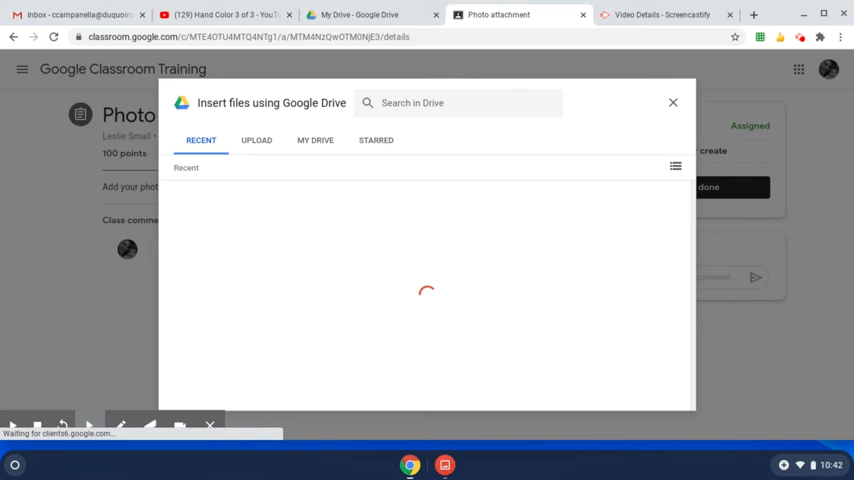 Inbox - ccampanella@duquoin
(129) Hand Color 3 of 3 - YouTu
My Drive - Google Drive
Photo attachment
Video Details - Screencastify
classroom.google.com/c/MTE4OTU4MTQ4NTg1/a/MTM4NzQwOTM0NjE3/details
Google Classroom Training
Insert files using Google Drive
Search in Drive
Photo
Leslie Small •
Assigned
RECENT UPLOAD MY DRIVE STARRED
100 points
r create
Recent
Add your phot
done
Class comme
comment...
Waiting for clients6.google.com...
10:42